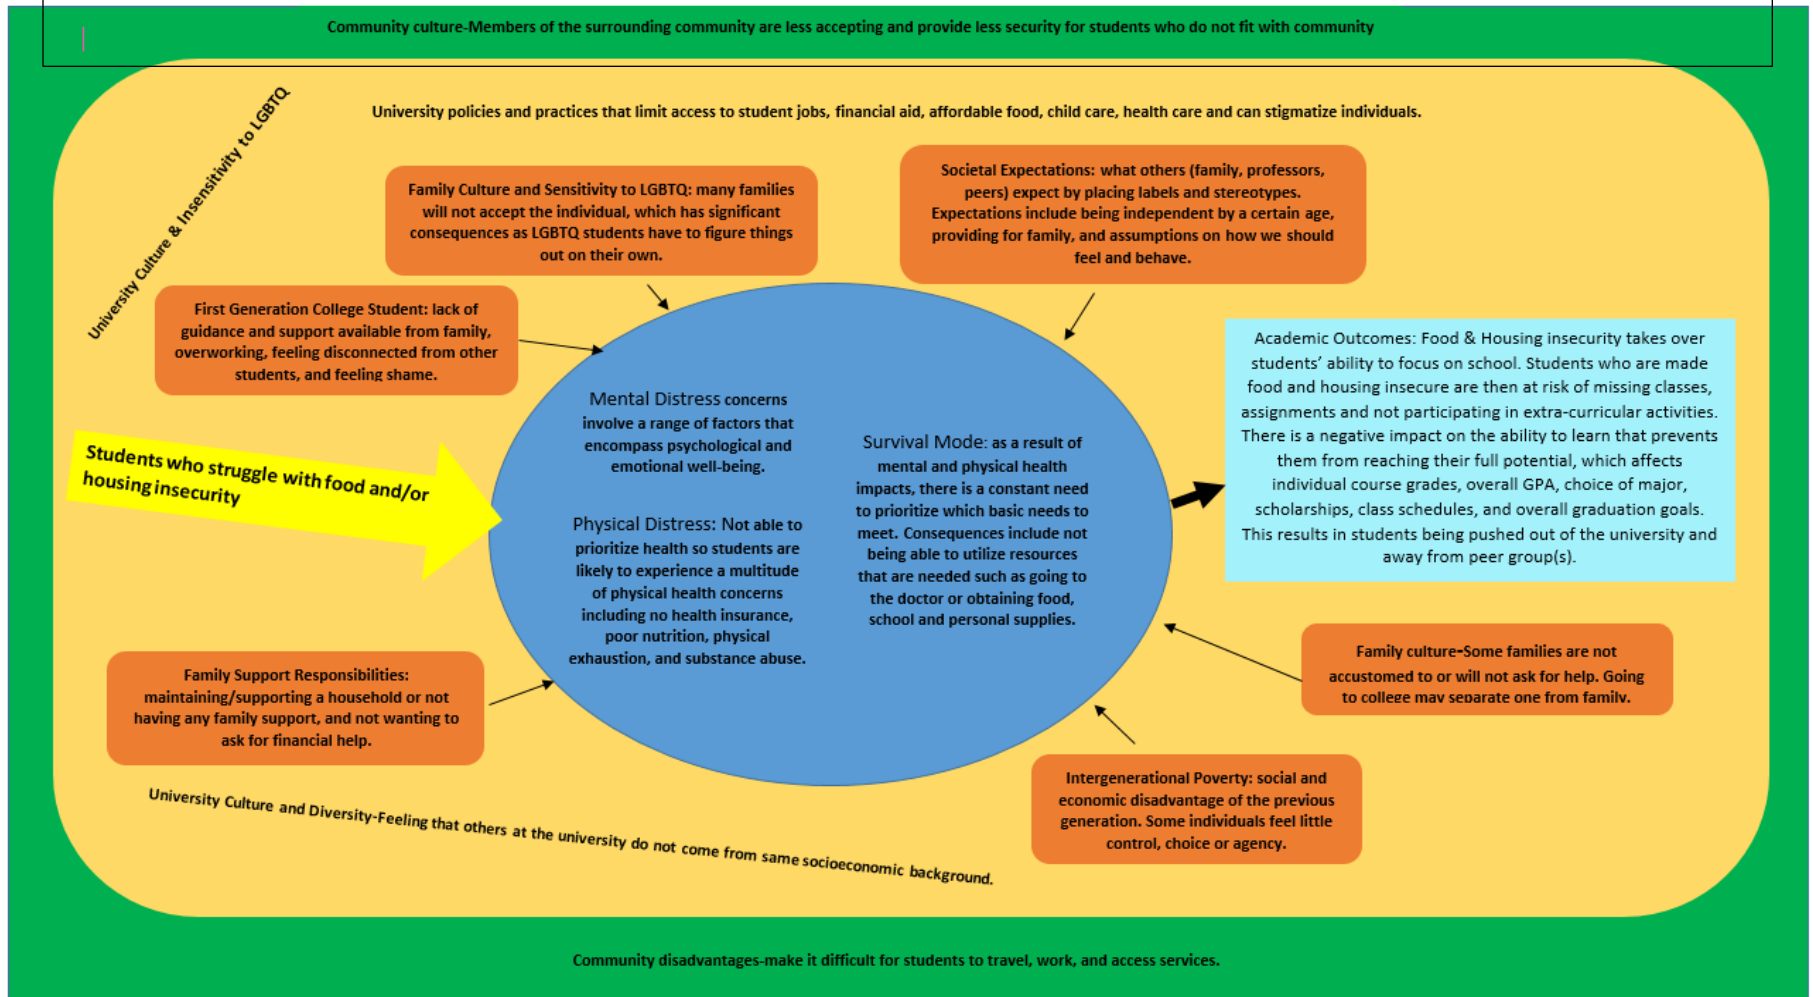 Community culture-Members of the surrounding community are less accepting and provide less security for students who do not fit with community
University policies and practices that limit access to student jobs, financial aid, affordable food, child care, health care and can stigmatize individuals.
University Culture & Insensitivity to LGBTQ
Family Culture and Sensitivity to LGBTQ: many families
will not accept the individual, which has significant
consequences as LGBTQ students have to figure things
out on their own.
Societal Expectations: what others (family, professors,
peers) expect by placing labels and stereotypes.
Expectations include being independent by a certain age,
providing for family, and assumptions on how we should
feel and behave.
First Generation College Student: lack of
guidance and support available from family,
overworking, feeling disconnected from other
students, and feeling shame.
Students who struggle with food and/or
housing insecurity
Mental Distress concerns
involve a range of factors that
encompass psychological and
emotional well-being.
Physical Distress: Not able to
prioritize health so students are
likely to experience a multitude
of physical health concerns
including no health insurance,
poor nutrition, physical
exhaustion, and substance abuse.
Survival Mode: as a result of
mental and physical health
impacts, there is a constant need
to prioritize which basic needs to
meet. Consequences include not
being able to utilize resources
that are needed such as going to
the doctor or obtaining food,
school and personal supplies.
Academic Outcomes: Food & Housing insecurity takes over
students’ ability to focus on school. Students who are made
food and housing insecure are then at risk of missing classes,
assignments and not participating in extra-curricular activities.
There is a negative impact on the ability to learn that prevents
them from reaching their full potential, which affects
individual course grades, overall GPA, choice of major,
scholarships, class schedules, and overall graduation goals.
This results in students being pushed out of the university and
away from peer group(s).
Family Support Responsibilities:
maintaining/supporting a household or not
having any family support, and not wanting to
ask for financial help.
Family culture-Some families are not
accustomed to or will not ask for help. Going
to college may separate one from family.
Intergenerational Poverty: social and
economic disadvantage of the previous
generation. Some individuals feel little
control, choice or agency.
University Culture and Diversity-Feeling that others at the university do not come from same socioeconomic background.
Community disadvantages-make it difficult for students to travel, work, and access services.